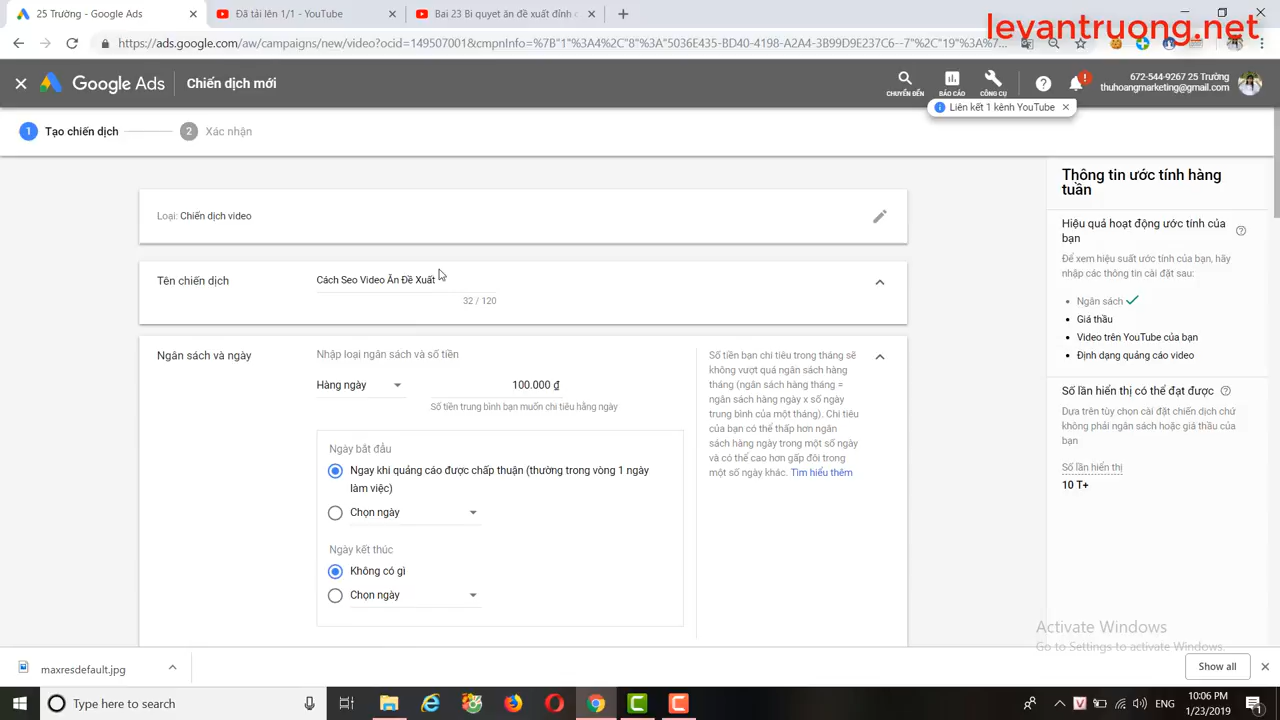 25 Trường - Google Ads
Đã tải lên 1/1 - YouTube
Bai 23 Bi quyet ăn đề xuất đỉnh c
levantruong.net
https://ads.google.com/aw/campaigns/new/video?ocid=149507001&cmpInfo=%7B"1"%3A4%2C"8"%3A"5036E435-BD40-4198-A2A4-3B99D9E237C6--7"%2C"19"%3A%7...
Google Ads
Chiến dịch mới
CHUYỂN ĐẾN
BÁO CÁO
CÔNG CỤ
672-544-9267 25 Trường
thuhoangmarketing@gmail.com
Liên kết 1 kênh YouTube
1 Tạo chiến dịch
2 Xác nhận
Loại: Chiến dịch video
Tên chiến dịch
Cách Seo Video Ăn Đề Xuất
32 / 120
Ngân sách và ngày
Nhập loại ngân sách và số tiền
Hàng ngày
100.000 ₫
Số tiền trung bình bạn muốn chi tiêu hằng ngày
Ngày bắt đầu
Ngay khi quảng cáo được chấp thuận (thường trong vòng 1 ngày
làm việc)
Chọn ngày
Ngày kết thúc
Không có gì
Chọn ngày
Số tiền bạn chi tiêu trong tháng sẽ
không vượt quá ngân sách hàng
tháng (ngân sách hàng tháng =
ngân sách hàng ngày x số ngày
trung bình của một tháng). Chi tiêu
của bạn có thể thấp hơn ngân
sách hàng ngày trong một số ngày
và có thể cao hơn gấp đôi trong
một số ngày khác. Tìm hiểu thêm
Thông tin ước tính hàng
tuần
Hiệu quả hoạt động ước tính của
bạn
Để xem hiệu suất ước tính của bạn, hãy
nhập các thông tin cài đặt sau:
Ngân sách
Giá thầu
Video trên YouTube của bạn
Định dạng quảng cáo video
Số lần hiển thị có thể đạt được
Dựa trên tùy chọn cài đặt chiến dịch chứ
không phải ngân sách hoặc giá thầu của
bạn
Số lần hiển thị
10 T+
Activate Windows
Go to Settings to activate Windows.
maxresdefault.jpg
Show all
Type here to search
ENG
10:06 PM
1/23/2019